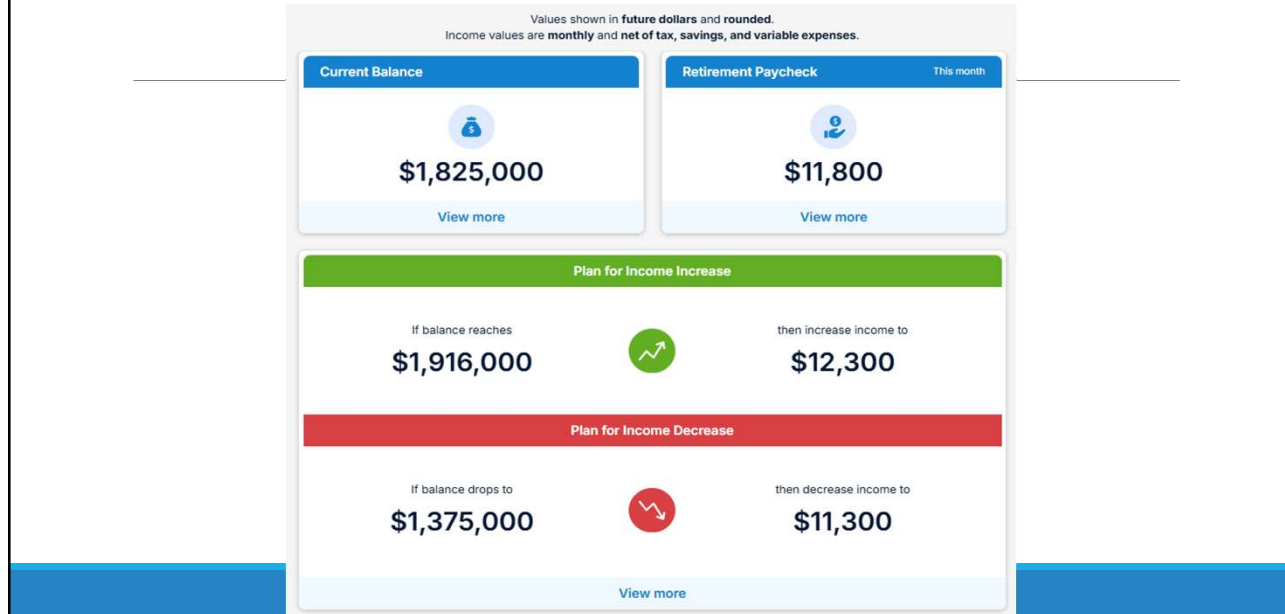 Values shown in future dollars and rounded.
Income values are monthly and net of tax, savings, and variable expenses.
Current Balance
$1,825,000
View more
Retirement Paycheck This month
$11,800
View more
Plan for Income Increase
If balance reaches
$1,916,000
then increase income to
$12,300
Plan for Income Decrease
If balance drops to
$1,375,000
then decrease income to
$11,300
View more